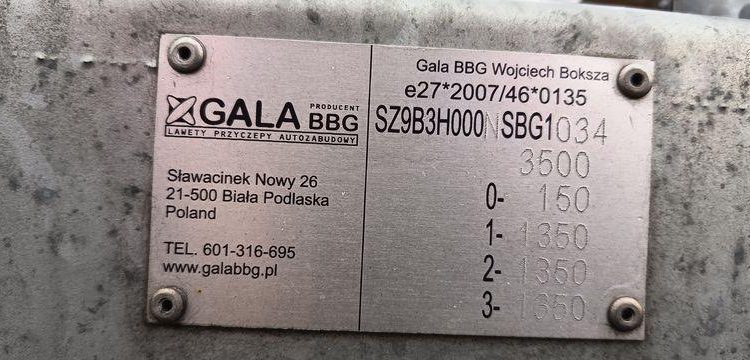 GALA PRODUCENT BBG
LAWETY PRZYCZEPY AUTOZABUDOWY
Sławacinek Nowy 26
21-500 Biała Podlaska
Poland
TEL. 601-316-695
www.galabbg.pl
Gala BBG Wojciech Boksza
e27*2007/46*0135
SZ9B3H000NSBG1034
3500
0- 150
1- 1350
2- 1350
3- 1350